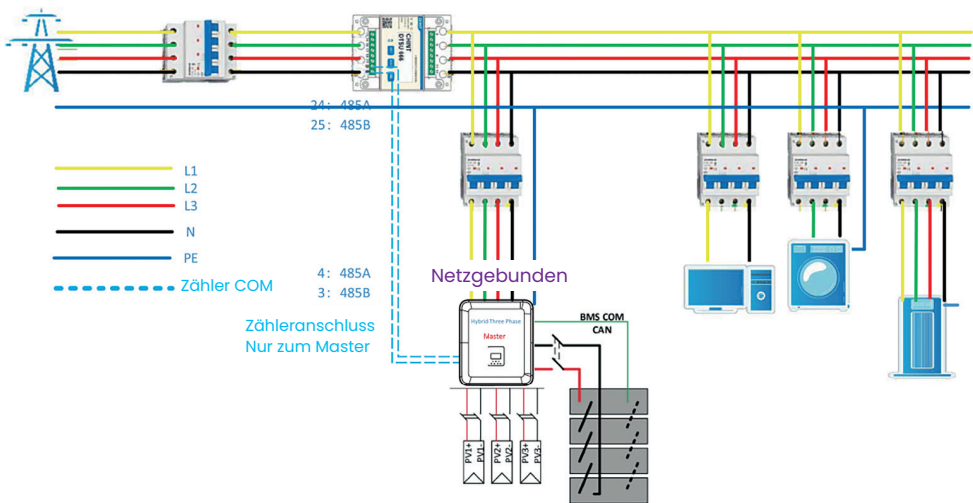 CHINT
DTSU 666
24: 485A
25: 485B
L1
L2
L3
N
PE
Zähler COM
4: 485A
3: 485B
Netzgebunden
Zähleranschluss
Nur zum Master
Hybrid-Three Phase
Master
BMS COM
CAN
PV1+
PV1-
PV2+
PV2-
PV3+
PV3-